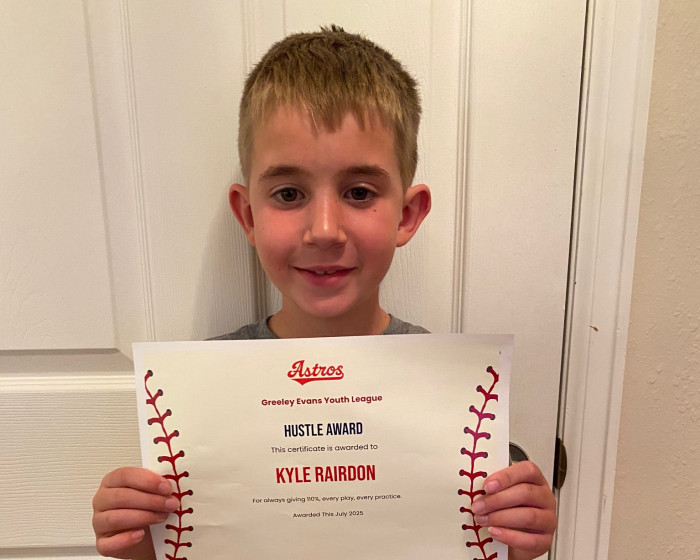 Astros
Greeley Evans Youth League
HUSTLE AWARD
This certificate is awarded to
KYLE RAIRDON
For always giving 110%, every play, every practice.
Awarded This July 2025